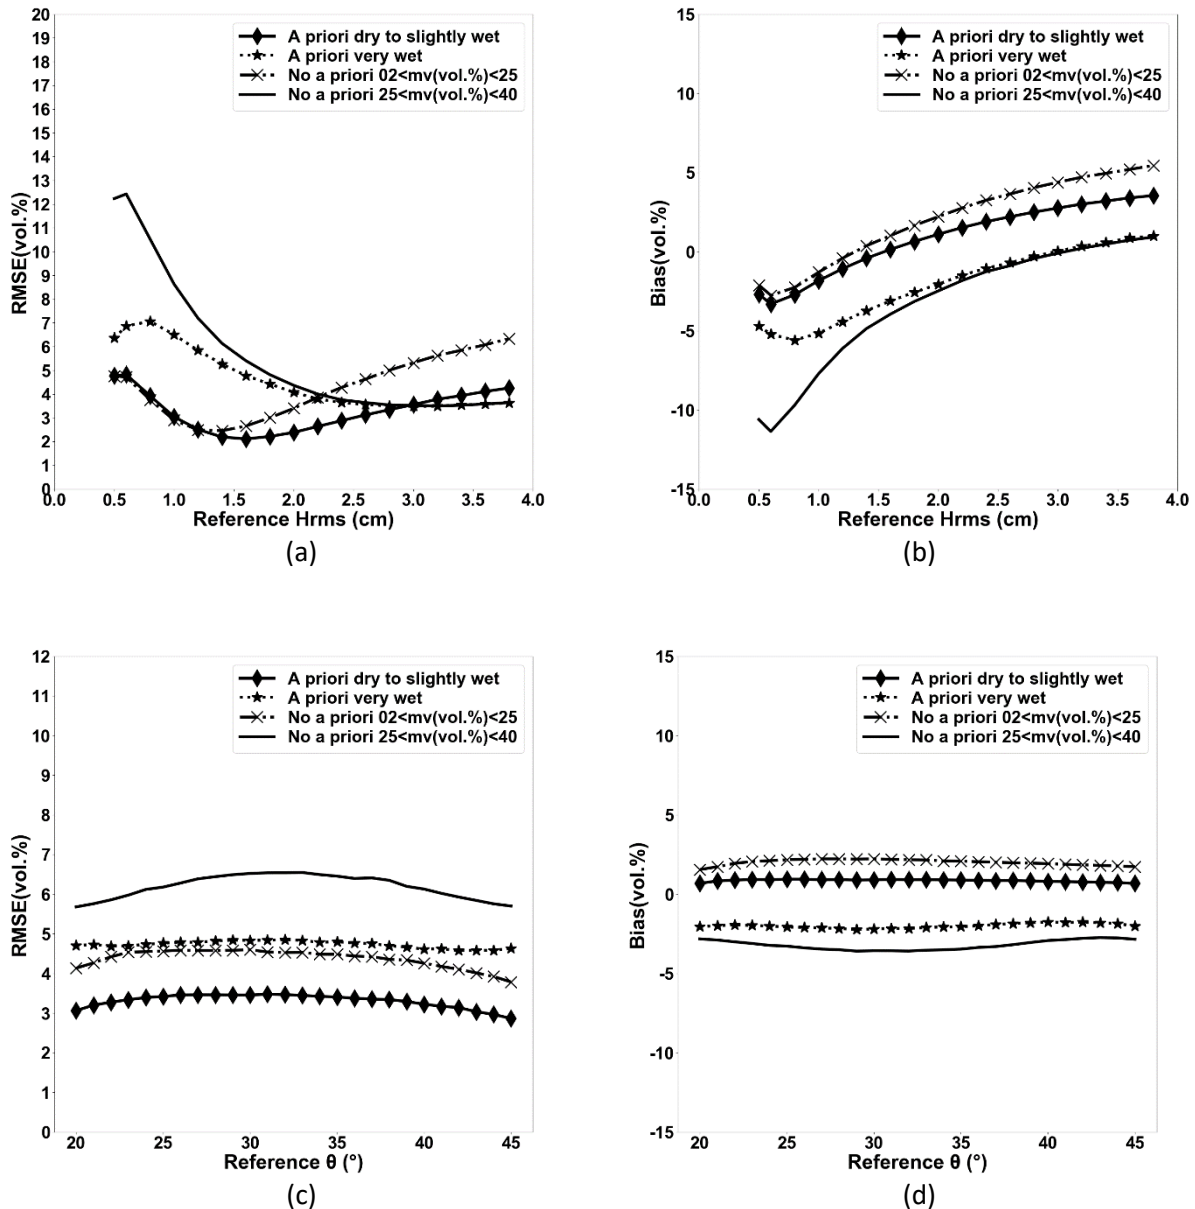 A priori dry to slightly wet
A priori very wet
No a priori 02<mv(vol.%)<25
No a priori 25<mv(vol.%)<40
RMSE(vol.%)
20
19
18
17
16
15
14
13
12
11
10
9
8
7
6
5
4
3
2
1
0
0.0 0.5 1.0 1.5 2.0 2.5 3.0 3.5 4.0
Reference Hrms (cm)
(a)
A priori dry to slightly wet
A priori very wet
No a priori 02<mv(vol.%)<25
No a priori 25<mv(vol.%)<40
Bias(vol.%)
15
10
5
0
-5
-10
-15
0.0 0.5 1.0 1.5 2.0 2.5 3.0 3.5 4.0
Reference Hrms (cm)
(b)
A priori dry to slightly wet
A priori very wet
No a priori 02<mv(vol.%)<25
No a priori 25<mv(vol.%)<40
RMSE(vol.%)
12
11
10
9
8
7
6
5
4
3
2
1
0
20 25 30 35 40 45
Reference θ (°)
(c)
A priori dry to slightly wet
A priori very wet
No a priori 02<mv(vol.%)<25
No a priori 25<mv(vol.%)<40
Bias(vol.%)
15
10
5
0
-5
-10
-15
20 25 30 35 40 45
Reference θ (°)
(d)